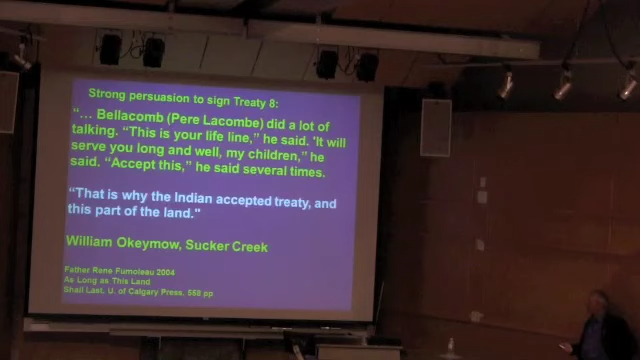 Strong persuasion to sign Treaty 8:
“... Bellacomb (Pere Lacombe) did a lot of
talking. “This is your life line,” he said. 'It will
serve you long and well, my children,” he
said. “Accept this,” he said several times.
“That is why the Indian accepted treaty, and
this part of the land.”
William Okeymow, Sucker Creek
Father Rene Fumoleau 2004
As Long as This Land
Shall Last. U. of Calgary Press. 558 pp